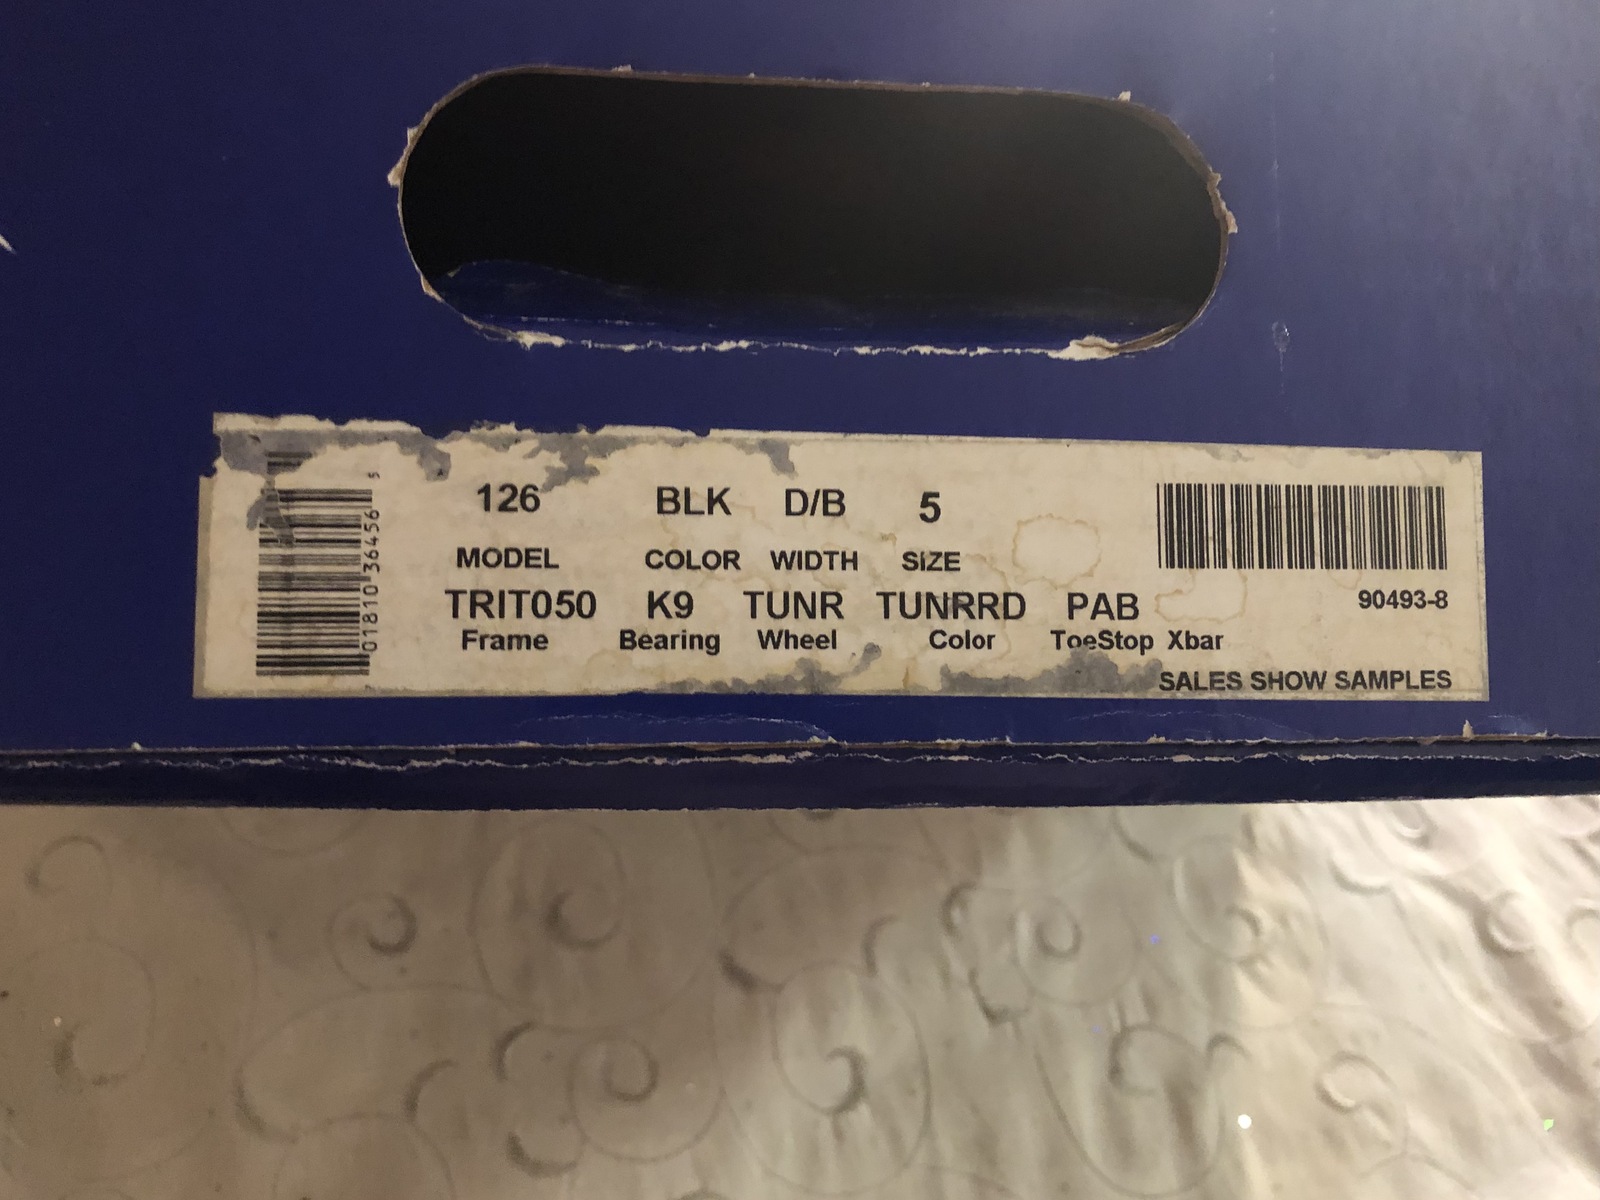 126 BLK D/B 5
MODEL COLOR WIDTH SIZE
TRIT050 K9 TUNR TUNRRD PAB
Frame Bearing Wheel Color ToeStop Xbar
90493-8
SALES SHOW SAMPLES
7 01810 36456 5